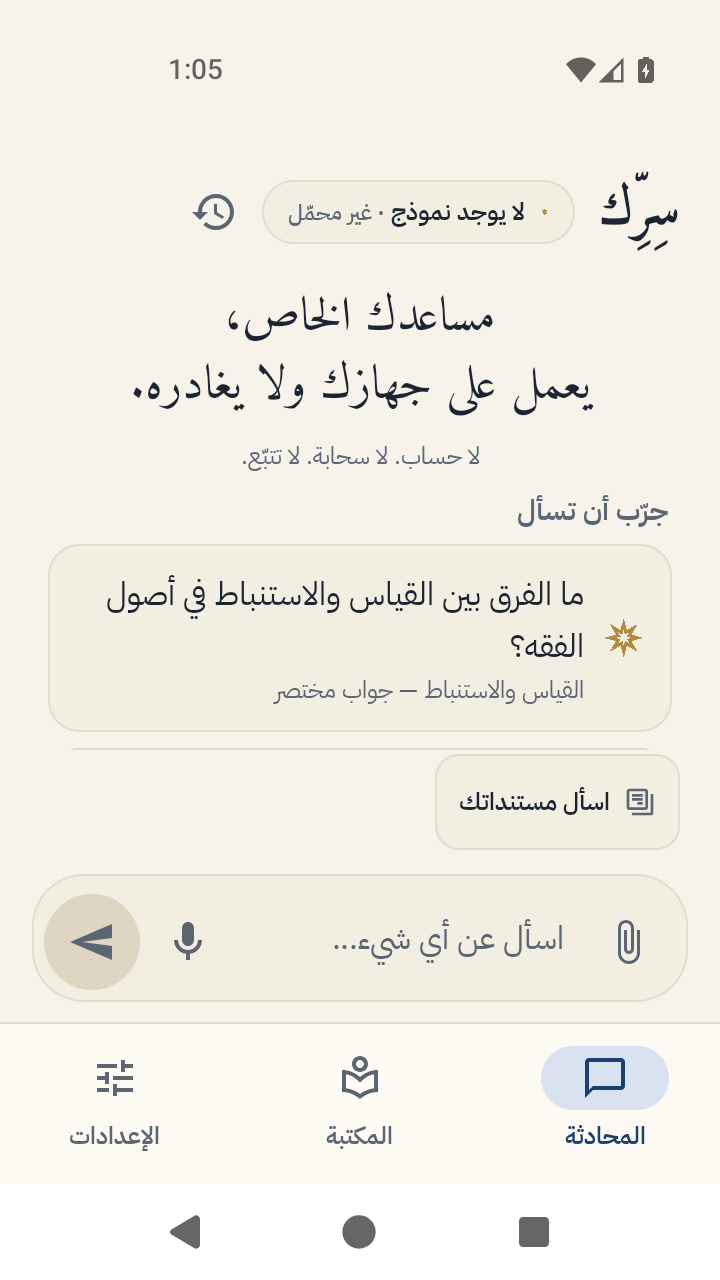 1:05
سِرِّك
لا يوجد نموذج · غير محمّل
مساعدك الخاص،
يعمل على جهازك ولا يغادره.
لا حساب. لا سحابة. لا تتبّع.
جرّب أن تسأل
ما الفرق بين القياس والاستنباط في أصول
الفقه؟
القياس والاستنباط — جواب مختصر
اسأل مستنداتك
اسأل عن أي شيء...
المحادثة
المكتبة
الإعدادات